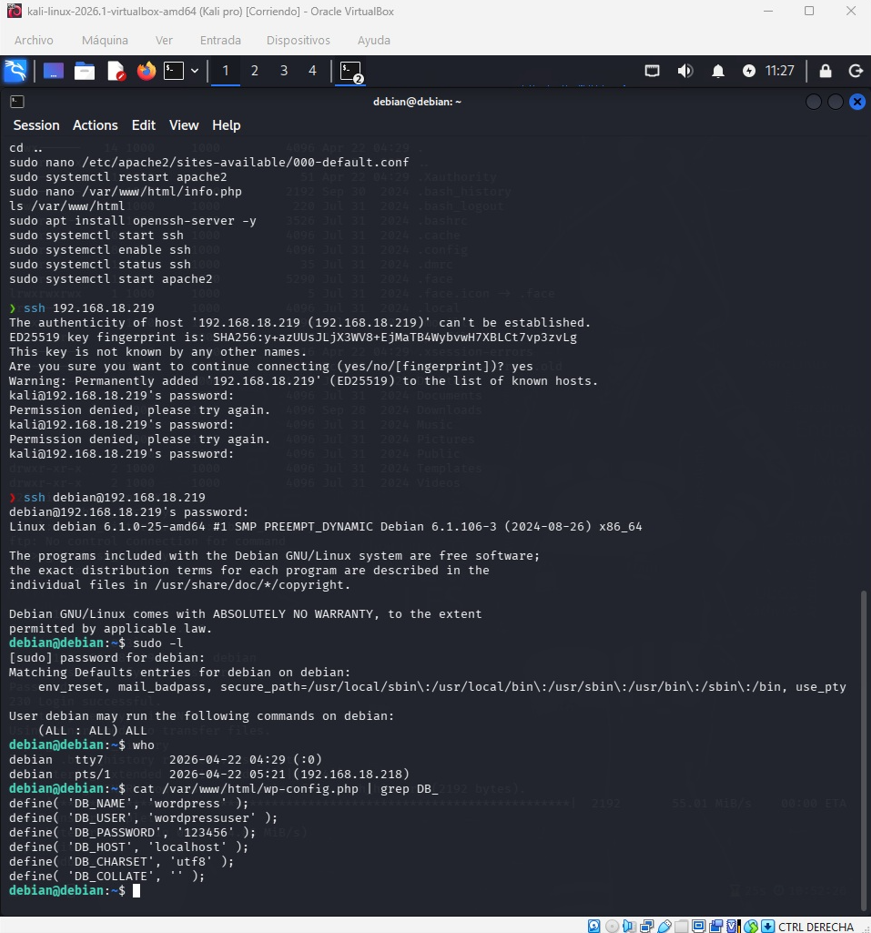 kali-linux-2026.1-virtualbox-amd64 (Kali pro) [Corriendo] - Oracle VirtualBox
Archivo Máquina Ver Entrada Dispositivos Ayuda
1 2 3 4 2 11:27
debian@debian: ~
Session Actions Edit View Help
cd ..
sudo nano /etc/apache2/sites-available/000-default.conf
sudo systemctl restart apache2
sudo nano /var/www/html/info.php
ls /var/www/html
sudo apt install openssh-server -y
sudo systemctl start ssh
sudo systemctl enable ssh
sudo systemctl status ssh
sudo systemctl start apache2
❯ ssh 192.168.18.219
The authenticity of host '192.168.18.219 (192.168.18.219)' can't be established.
ED25519 key fingerprint is: SHA256:y+azUUsJLjX3WV8+EjMaTB4WybvwH7XBLCt7vp3zvLg
This key is not known by any other names.
Are you sure you want to continue connecting (yes/no/[fingerprint])? yes
Warning: Permanently added '192.168.18.219' (ED25519) to the list of known hosts.
kali@192.168.18.219's password:
Permission denied, please try again.
kali@192.168.18.219's password:
Permission denied, please try again.
kali@192.168.18.219's password:
❯ ssh debian@192.168.18.219
debian@192.168.18.219's password:
Linux debian 6.1.0-25-amd64 #1 SMP PREEMPT_DYNAMIC Debian 6.1.106-3 (2024-08-26) x86_64
The programs included with the Debian GNU/Linux system are free software;
the exact distribution terms for each program are described in the
individual files in /usr/share/doc/*/copyright.
Debian GNU/Linux comes with ABSOLUTELY NO WARRANTY, to the extent
permitted by applicable law.
debian@debian:~$ sudo -l
[sudo] password for debian:
Matching Defaults entries for debian on debian:
env_reset, mail_badpass, secure_path=/usr/local/sbin\:/usr/local/bin\:/usr/sbin\:/usr/bin\:/sbin\:/bin, use_pty
User debian may run the following commands on debian:
(ALL : ALL) ALL
debian@debian:~$ who
debian tty7 2026-04-22 04:29 (:0)
debian pts/1 2026-04-22 05:21 (192.168.18.218)
debian@debian:~$ cat /var/www/html/wp-config.php | grep DB_
define( 'DB_NAME', 'wordpress' );
define( 'DB_USER', 'wordpressuser' );
define( 'DB_PASSWORD', '123456' );
define( 'DB_HOST', 'localhost' );
define( 'DB_CHARSET', 'utf8' );
define( 'DB_COLLATE', '' );
debian@debian:~$
CTRL DERECHA